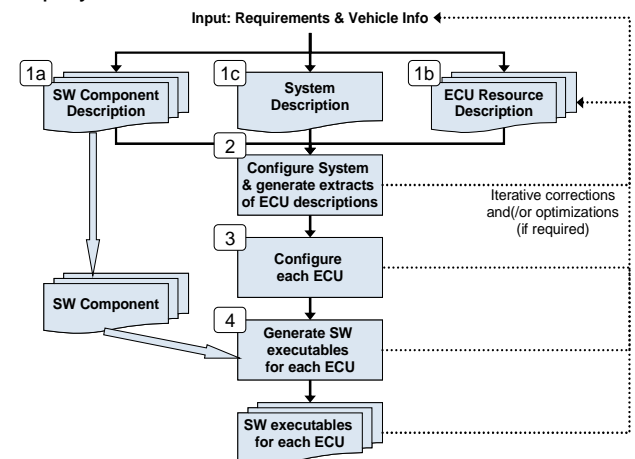 Input: Requirements & Vehicle Info
1a
SW Component
Description
1c
System
Description
1b
ECU Resource
Description
2
Configure System
& generate extracts
of ECU descriptions
Iterative corrections
and(/or optimizations
(if required)
3
Configure
each ECU
SW Component
4
Generate SW
executables
for each ECU
SW executables
for each ECU